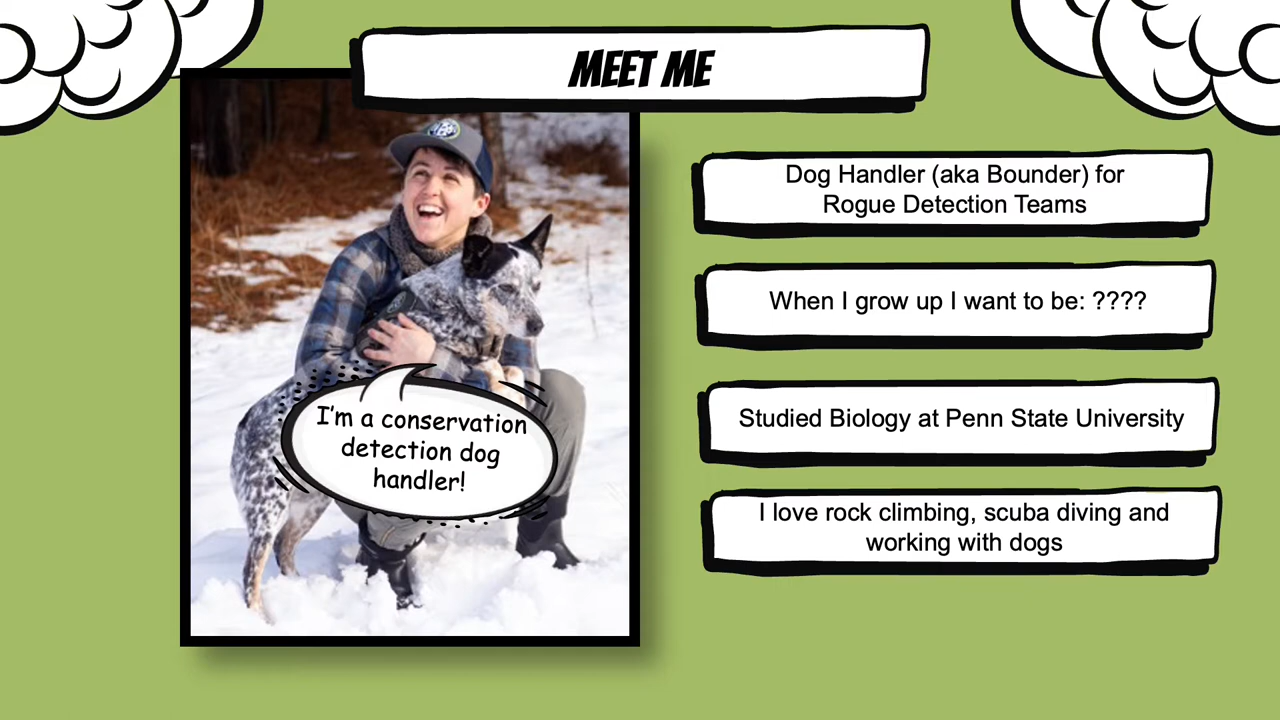 MEET ME
Dog Handler (aka Bounder) for
Rogue Detection Teams
When I grow up I want to be: ????
Studied Biology at Penn State University
I love rock climbing, scuba diving and
working with dogs
I'm a conservation
detection dog
handler!